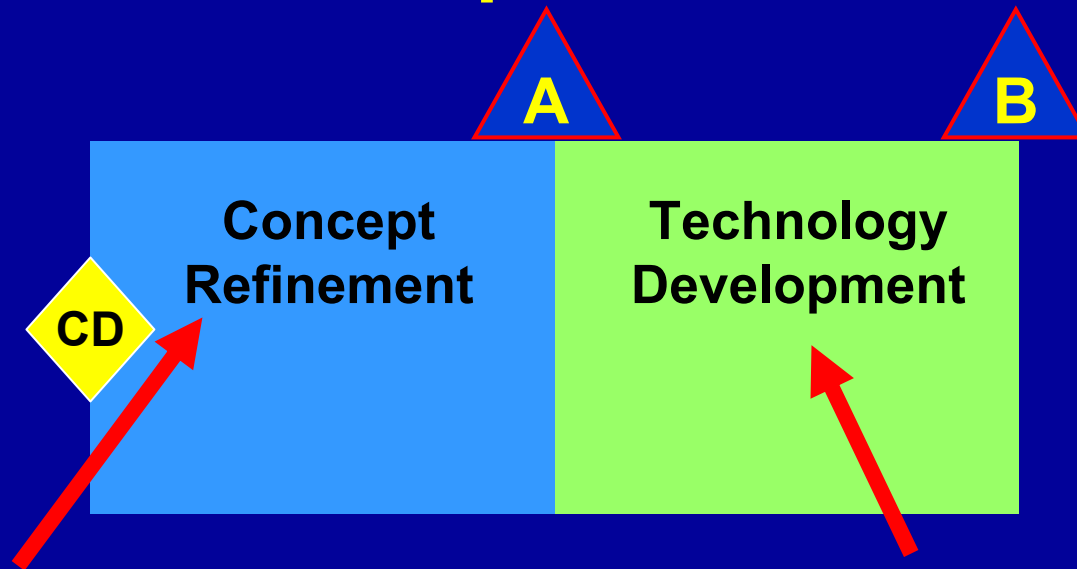 A
B
Concept
Refinement
Technology
Development
CD